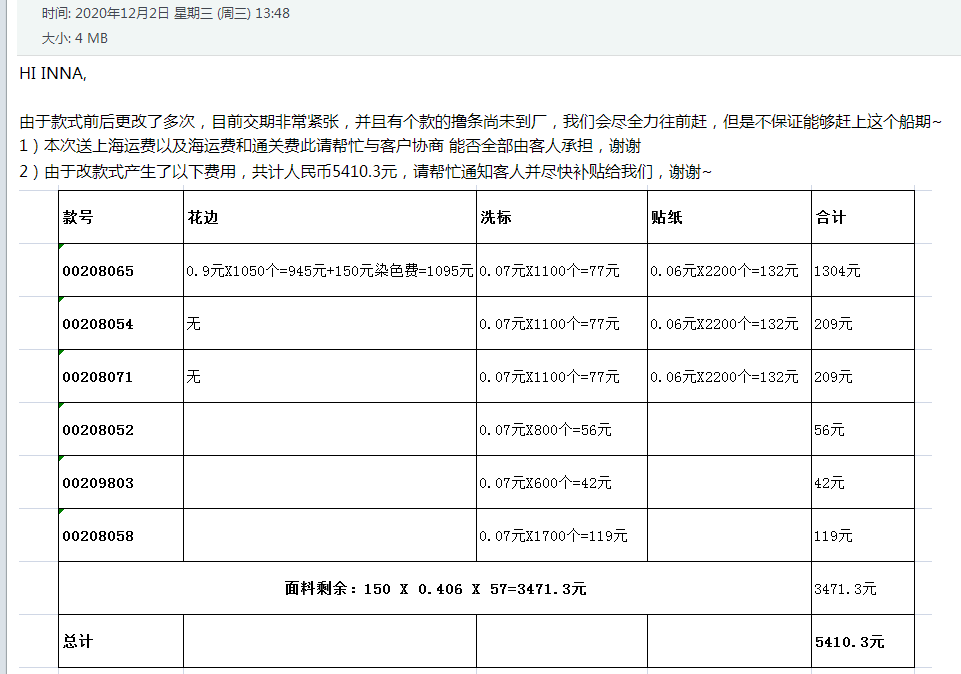 时间: 2020年12月2日 星期三 (周三) 13:48
大小: 4 MB
HI INNA,
由于款式前后更改了多次，目前交期非常紧张，并且有个款的撸条尚未到厂，我们会尽全力往前赶，但是不保证能够赶上这个船期~
1）本次送上海运费以及海运费和通关费此请帮忙与客户协商 能否全部由客人承担，谢谢
2）由于改款式产生了以下费用，共计人民币5410.3元，请帮忙通知客人并尽快补贴给我们，谢谢~
款号 花边 洗标 贴纸 合计
00208065 0.9元X1050个=945元+150元染色费=1095元 0.07元X1100个=77元 0.06元X2200个=132元 1304元
00208054 无 0.07元X1100个=77元 0.06元X2200个=132元 209元
00208071 无 0.07元X1100个=77元 0.06元X2200个=132元 209元
00208052 0.07元X800个=56元 56元
00209803 0.07元X600个=42元 42元
00208058 0.07元X1700个=119元 119元
面料剩余：150 X 0.406 X 57=3471.3元 3471.3元
总计 5410.3元